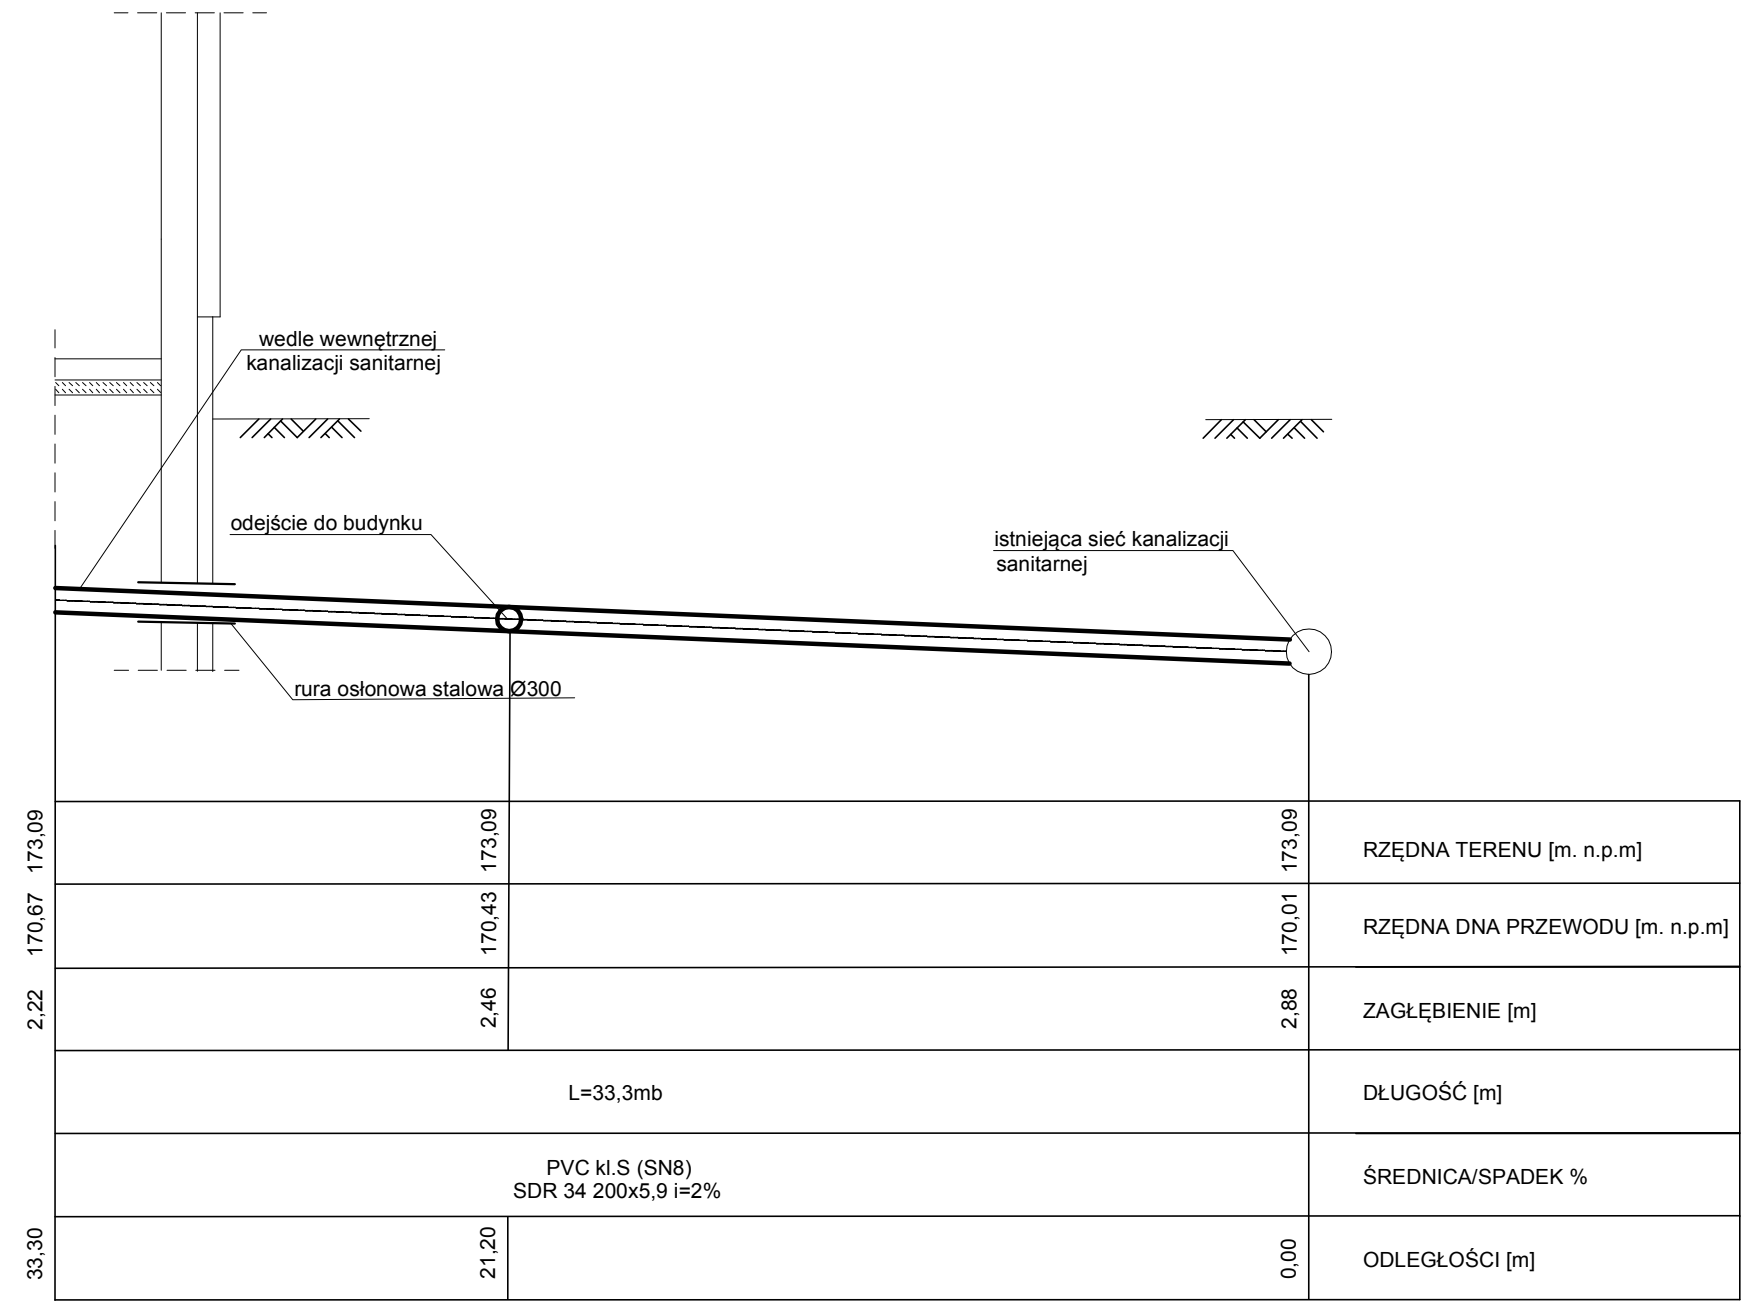 wedle wewnętrznej
kanalizacji sanitarnej
odejście do budynku
istniejąca sieć kanalizacji
sanitarnej
rura osłonowa stalowa Ø300
173,09
173,09
173,09
RZĘDNA TERENU [m. n.p.m]
170,67
170,43
170,01
RZĘDNA DNA PRZEWODU [m. n.p.m]
2,22
2,46
2,88
ZAGŁĘBIENIE [m]
L=33,3mb
DŁUGOŚĆ [m]
PVC kl.S (SN8)
SDR 34 200x5,9 i=2%
ŚREDNICA/SPADEK %
33,30
21,20
0,00
ODLEGŁOŚCI [m]